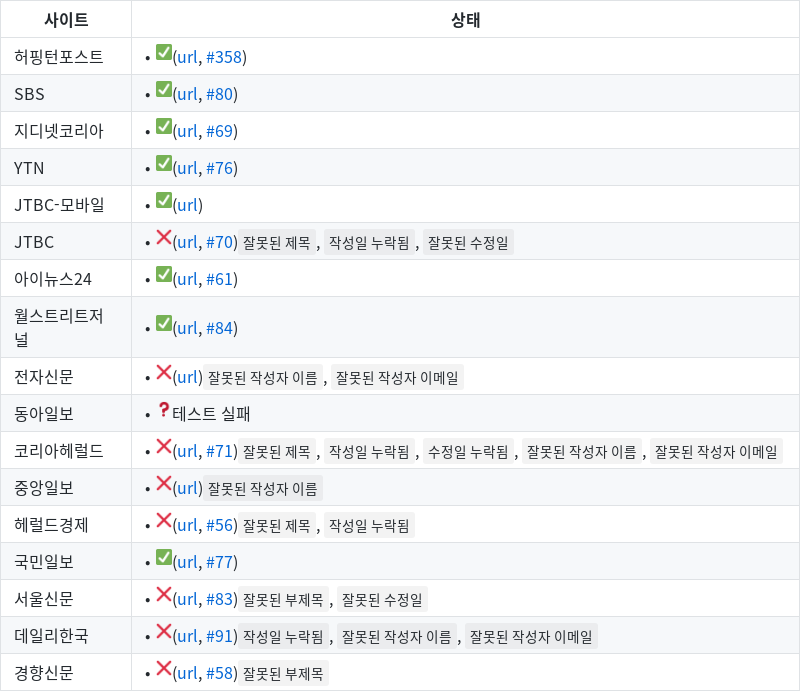 사이트 상태
허핑턴포스트 • ✅(url, #358)
SBS • ✅(url, #80)
지디넷코리아 • ✅(url, #69)
YTN • ✅(url, #76)
JTBC-모바일 • ✅(url)
JTBC • ❌(url, #70) 잘못된 제목 , 작성일 누락됨 , 잘못된 수정일
아이뉴스24 • ✅(url, #61)
월스트리트저
널 • ✅(url, #84)
전자신문 • ❌(url) 잘못된 작성자 이름 , 잘못된 작성자 이메일
동아일보 • ❓테스트 실패
코리아헤럴드 • ❌(url, #71) 잘못된 제목 , 작성일 누락됨 , 수정일 누락됨 , 잘못된 작성자 이름 , 잘못된 작성자 이메일
중앙일보 • ❌(url) 잘못된 작성자 이름
헤럴드경제 • ❌(url, #56) 잘못된 제목 , 작성일 누락됨
국민일보 • ✅(url, #77)
서울신문 • ❌(url, #83) 잘못된 부제목 , 잘못된 수정일
데일리한국 • ❌(url, #91) 작성일 누락됨 , 잘못된 작성자 이름 , 잘못된 작성자 이메일
경향신문 • ❌(url, #58) 잘못된 부제목